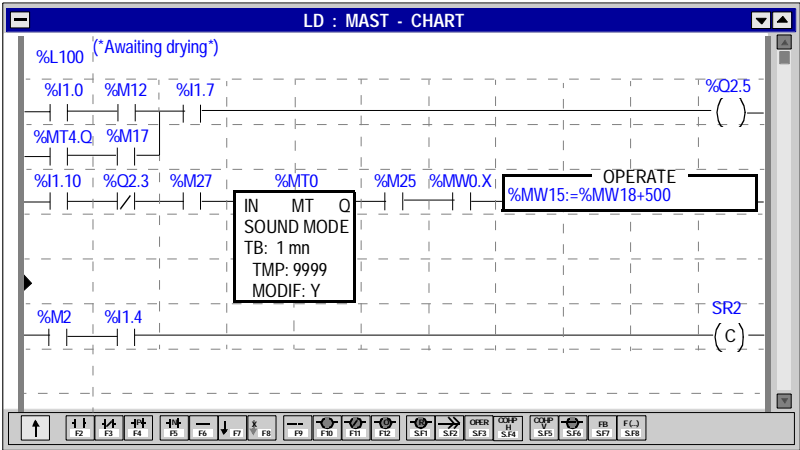 LD : MAST - CHART
%L100 (*Awaiting drying*)
%I1.0 %M12 %I1.7 %Q2.5
( )
%MT4.Q %M17
%I1.10 %Q2.3 %M27 %MT0 %M25 %MW0.X OPERATE
%MW15:=%MW18+500
IN MT Q
SOUND MODE
TB: 1 mn
TMP: 9999
MODIF: Y
%M2 %I1.4 SR2
(C)
F2 F3 P F4 N F5 F6 F7 X F8 F9 F10 F11 F12 S.F1 S.F2 OPER S.F3 COMP H S.F4 COMP V S.F5 S.F6 FB S.F7 F(...) S.F8